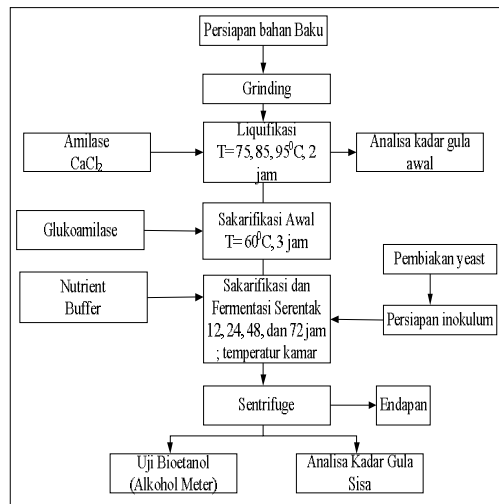 Persiapan bahan Baku
Grinding
Amilase
CaCl₂
Liquifikasi
T=75, 85, 95⁰C, 2
jam
Analisa kadar gula
awal
Glukoamilase
Sakarifikasi Awal
T=60⁰C, 3 jam
Nutrient
Buffer
Sakarifikasi dan
Fermentasi Serentak
12, 24, 48, dan 72 jam
; temperatur kamar
Pembiakan yeast
Persiapan inokulum
Sentrifuge
Endapan
Uji Bioetanol
(Alkohol Meter)
Analisa Kadar Gula
Sisa